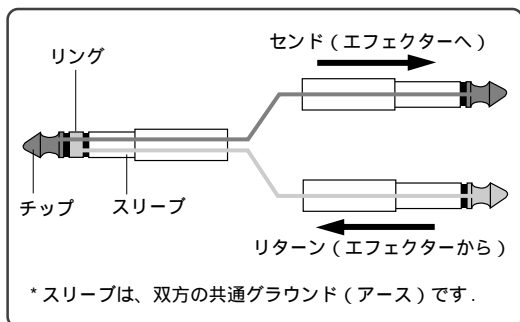 センド（エフェクターへ）
リング
チップ
スリーブ
リターン（エフェクターから）
* スリーブは、双方の共通グラウンド（アース）です．